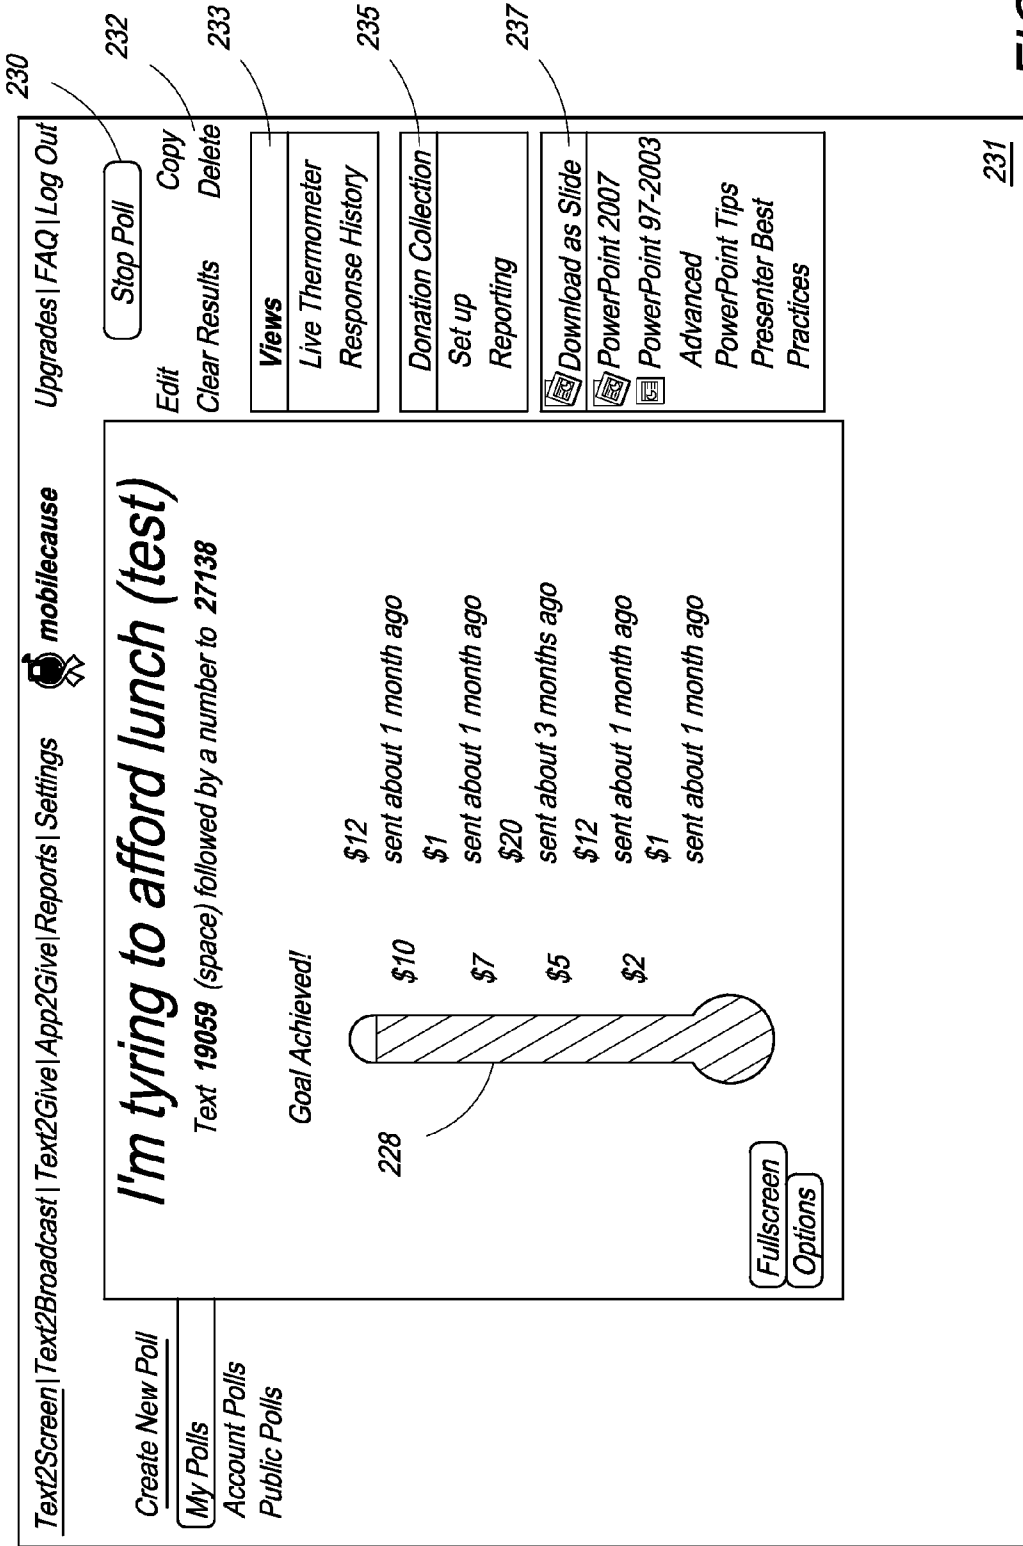 230
232
233
235
237
Text2Screen|Text2Broadcast|Text2Give|App2Give|Reports|Settings
mobilecause
Upgrades|FAQ|Log Out
Create New Poll
My Polls
Account Polls
Public Polls
I'm tyring to afford lunch (test)
Text 19059 (space) followed by a number to 27138
Goal Achieved!
228
$10
$7
$5
$2
$12
sent about 1 month ago
$1
sent about 1 month ago
$20
sent about 3 months ago
$12
sent about 1 month ago
$1
sent about 1 month ago
Fullscreen
Options
Stop Poll
Edit Copy
Clear Results Delete
Views
Live Thermometer
Response History
Donation Collection
Set up
Reporting
Download as Slide
PowerPoint 2007
PowerPoint 97-2003
Advanced
PowerPoint Tips
Presenter Best
Practices
231